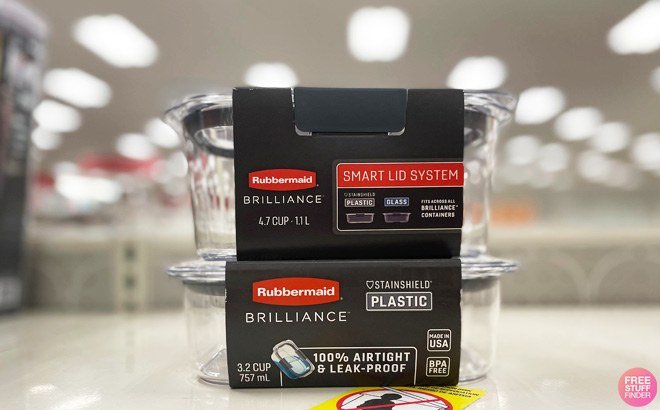 Rubbermaid
BRILLIANCE
4.7 CUP · 1.1 L
SMART LID SYSTEM
STAINSHIELD
PLASTIC
GLASS
FITS ACROSS ALL
BRILLIANCE
CONTAINERS
Rubbermaid
BRILLIANCE
3.2 CUP
757 mL
STAINSHIELD
PLASTIC
100% AIRTIGHT
& LEAK-PROOF
MADE IN
USA
BPA
FREE
FREE
STUFF
FINDER